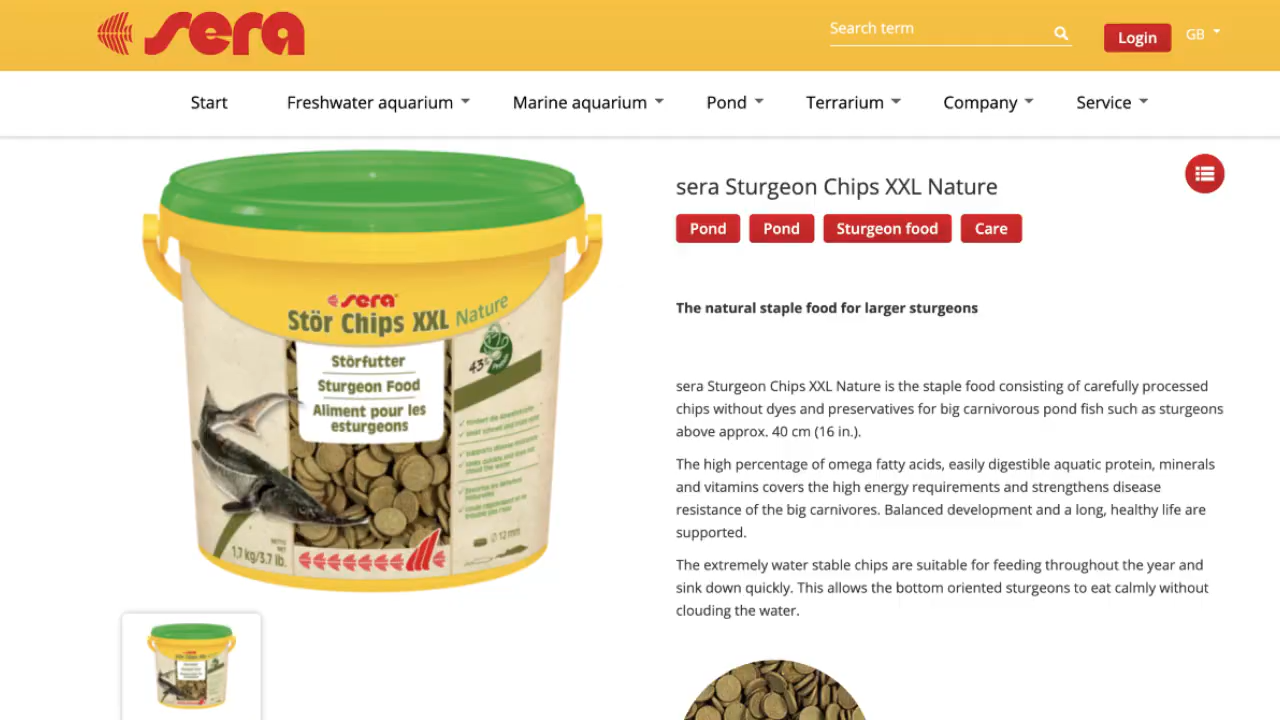 sera
Search term
Login
GB
Start
Freshwater aquarium
Marine aquarium
Pond
Terrarium
Company
Service
sera
Stör Chips XXL Nature
Störfutter
Sturgeon Food
Aliment pour les
esturgeons
43%
NETTO
NET
1,7 kg/3.7 lb.
Ø 12 mm
sera Sturgeon Chips XXL Nature
Pond
Pond
Sturgeon food
Care
The natural staple food for larger sturgeons
sera Sturgeon Chips XXL Nature is the staple food consisting of carefully processed
chips without dyes and preservatives for big carnivorous pond fish such as sturgeons
above approx. 40 cm (16 in.).
The high percentage of omega fatty acids, easily digestible aquatic protein, minerals
and vitamins covers the high energy requirements and strengthens disease
resistance of the big carnivores. Balanced development and a long, healthy life are
supported.
The extremely water stable chips are suitable for feeding throughout the year and
sink down quickly. This allows the bottom oriented sturgeons to eat calmly without
clouding the water.